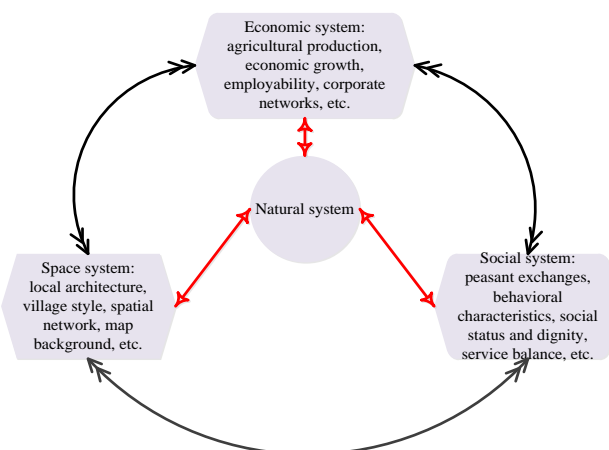 Economic system:
agricultural production,
economic growth,
employability, corporate
networks, etc.
Natural system
Space system:
local architecture,
village style, spatial
network, map
background, etc.
Social system:
peasant exchanges,
behavioral
characteristics, social
status and dignity,
service balance, etc.